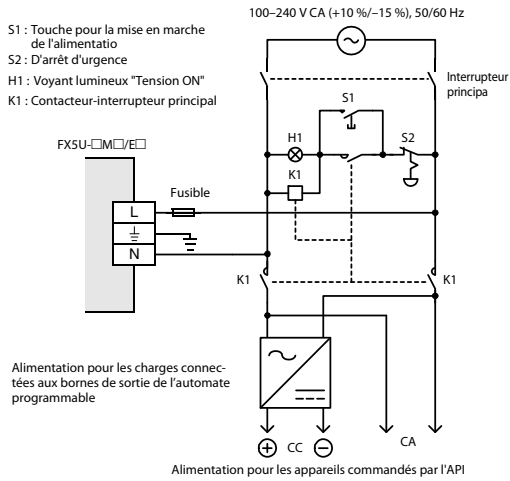 100–240 V CA (+10 %/–15 %), 50/60 Hz
S1 : Touche pour la mise en marche
de l'alimentatio
S2 : D'arrêt d'urgence
H1 : Voyant lumineux "Tension ON"
K1 : Contacteur-interrupteur principal
Interrupteur
principa
S1
H1
S2
K1
FX5U-□M□/E□
Fusible
L
N
K1
K1
Alimentation pour les charges connec-
tées aux bornes de sortie de l'automate
programmable
+ CC –
CA
Alimentation pour les appareils commandés par l'API